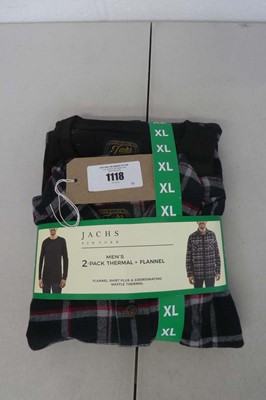 XL
Jachs
1118
XL
XL
XL
XL
JACHS
NEW YORK
MEN'S
2-PACK THERMAL + FLANNEL
FLANNEL SHIRT PLUS A COORDINATING
WAFFLE THERMAL
XL
XL